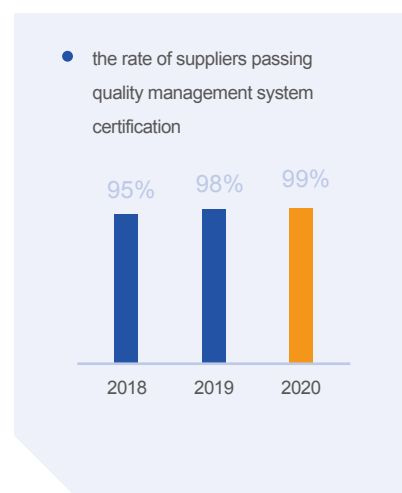 the rate of suppliers passing
quality management system
certification
95% 98% 99%
2018 2019 2020